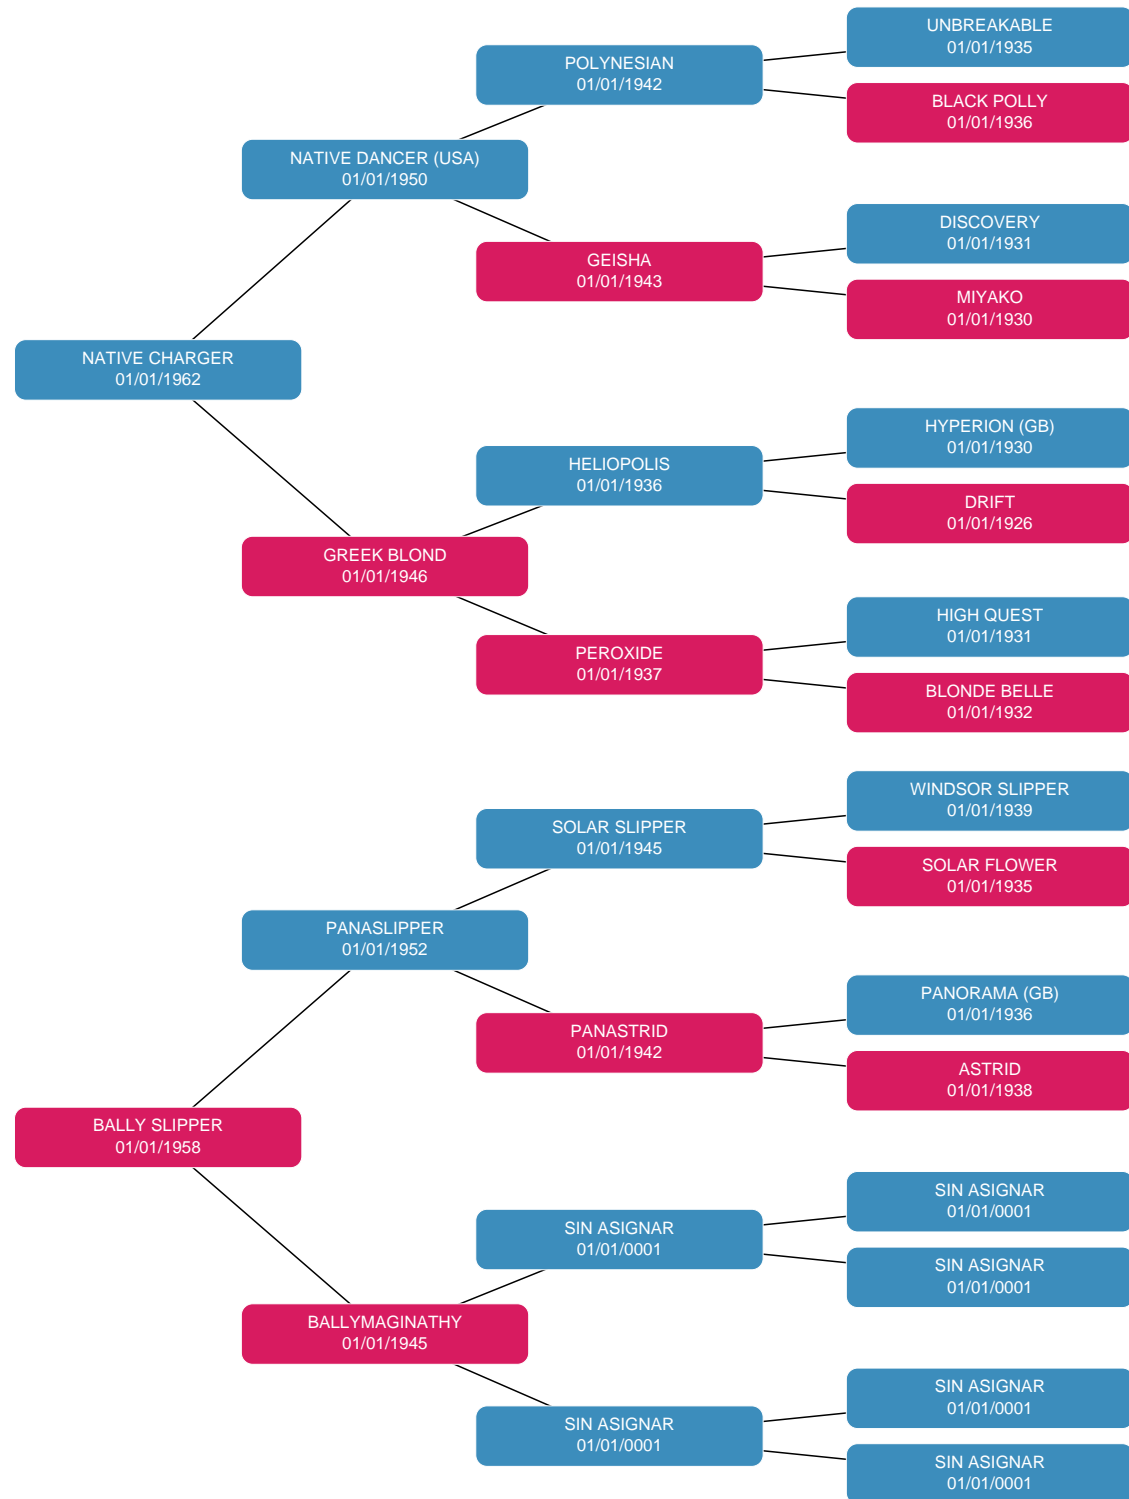 UNBREAKABLE
01/01/1935
POLYNESIAN
01/01/1942
BLACK POLLY
01/01/1936
NATIVE DANCER (USA)
01/01/1950
DISCOVERY
01/01/1931
GEISHA
01/01/1943
MIYAKO
01/01/1930
NATIVE CHARGER
01/01/1962
HYPERION (GB)
01/01/1930
HELIOPOLIS
01/01/1936
DRIFT
01/01/1926
GREEK BLOND
01/01/1946
HIGH QUEST
01/01/1931
PEROXIDE
01/01/1937
BLONDE BELLE
01/01/1932
WINDSOR SLIPPER
01/01/1939
SOLAR SLIPPER
01/01/1945
SOLAR FLOWER
01/01/1935
PANASLIPPER
01/01/1952
PANORAMA (GB)
01/01/1936
PANASTRID
01/01/1942
ASTRID
01/01/1938
BALLY SLIPPER
01/01/1958
SIN ASIGNAR
01/01/0001
SIN ASIGNAR
01/01/0001
SIN ASIGNAR
01/01/0001
BALLYMAGINATHY
01/01/1945
SIN ASIGNAR
01/01/0001
SIN ASIGNAR
01/01/0001
SIN ASIGNAR
01/01/0001